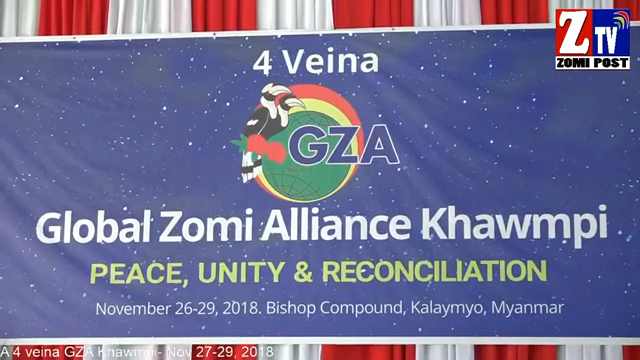 Z TV
ZOMI POST
4 Veina
GZA
Global Zomi Alliance Khawmpi
PEACE, UNITY & RECONCILIATION
November 26-29, 2018. Bishop Compound, Kalaymyo, Myanmar
A 4 veina GZA Khawmpi- Nov 27-29, 2018